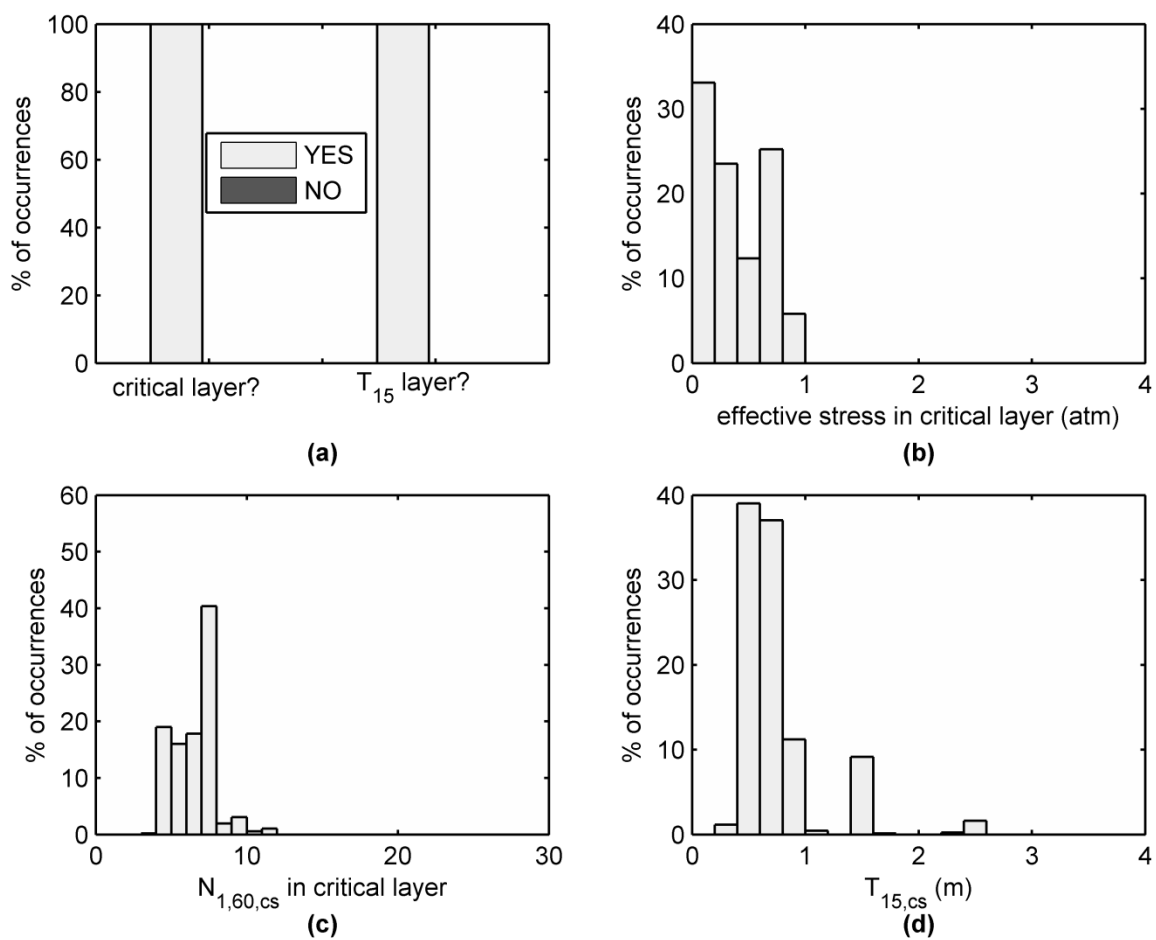 % of occurrences
100
80
60
40
20
0
YES
NO
critical layer?
T15 layer?
(a)
% of occurrences
40
30
20
10
0
0 1 2 3 4
effective stress in critical layer (atm)
(b)
% of occurrences
60
50
40
30
20
10
0
0 10 20 30
N1,60,cs in critical layer
(c)
% of occurrences
40
30
20
10
0
0 1 2 3 4
T15,cs (m)
(d)